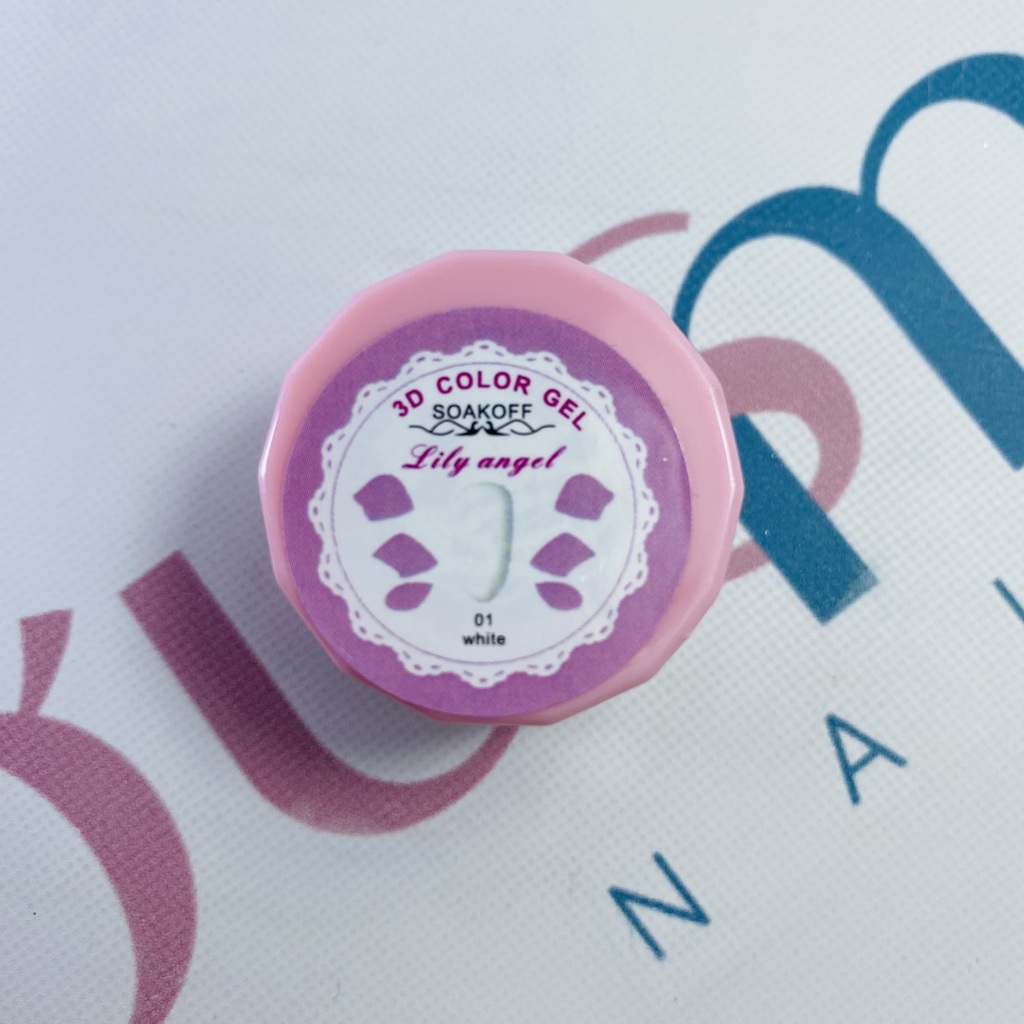 3D COLOR GEL
SOAKOFF
Lily angel
01
white
N A